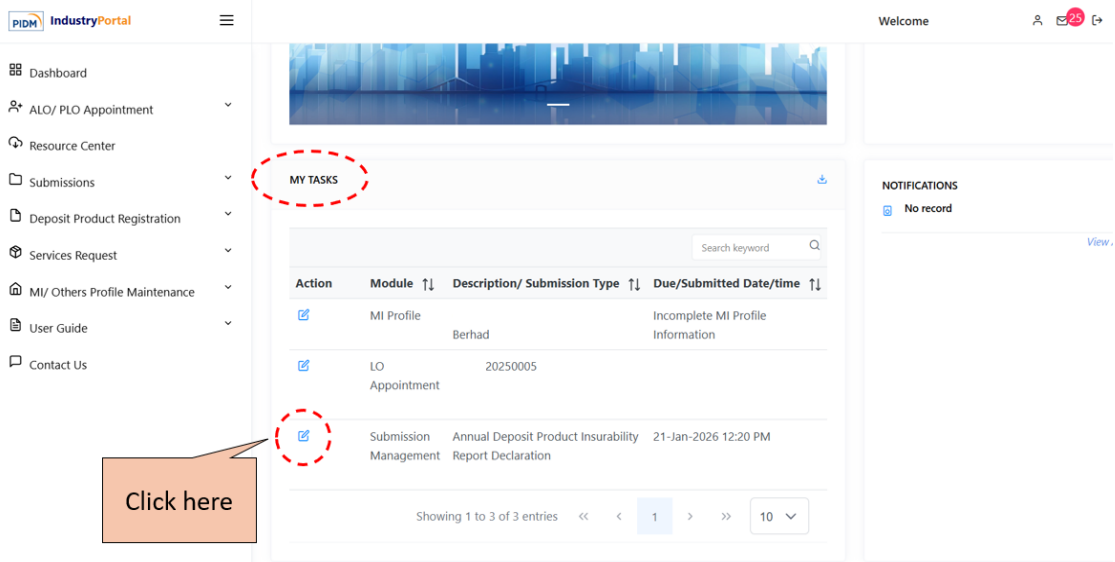 PIDM IndustryPortal
Welcome
25
Dashboard
ALO/ PLO Appointment
Resource Center
Submissions
Deposit Product Registration
Services Request
MI/ Others Profile Maintenance
User Guide
Contact Us
MY TASKS
Search keyword
Action Module Description/ Submission Type Due/Submitted Date/time
MI Profile Incomplete MI Profile
Berhad Information
LO 20250005
Appointment
Submission Annual Deposit Product Insurability 21-Jan-2026 12:20 PM
Management Report Declaration
Click here
Showing 1 to 3 of 3 entries << < 1 > >> 10
NOTIFICATIONS
No record
View